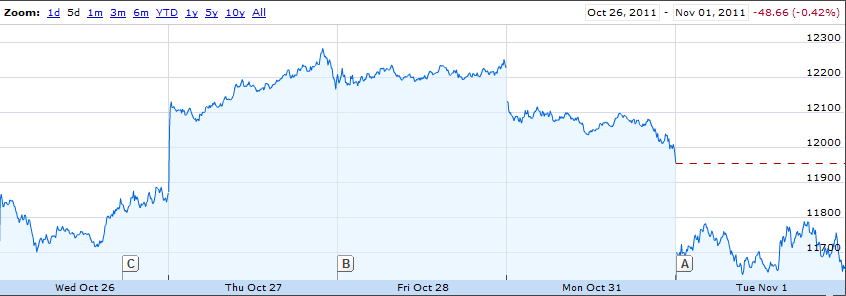 Zoom: 1d 5d 1m 3m 6m YTD 1y 5y 10y All Oct 26, 2011 - Nov 01, 2011 -48.66 (-0.42%)
12300
12200
12100
12000
11900
11800
11700
C B A
Wed Oct 26 Thu Oct 27 Fri Oct 28 Mon Oct 31 Tue Nov 1